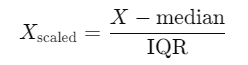 X_scaled = (X − median) / IQR